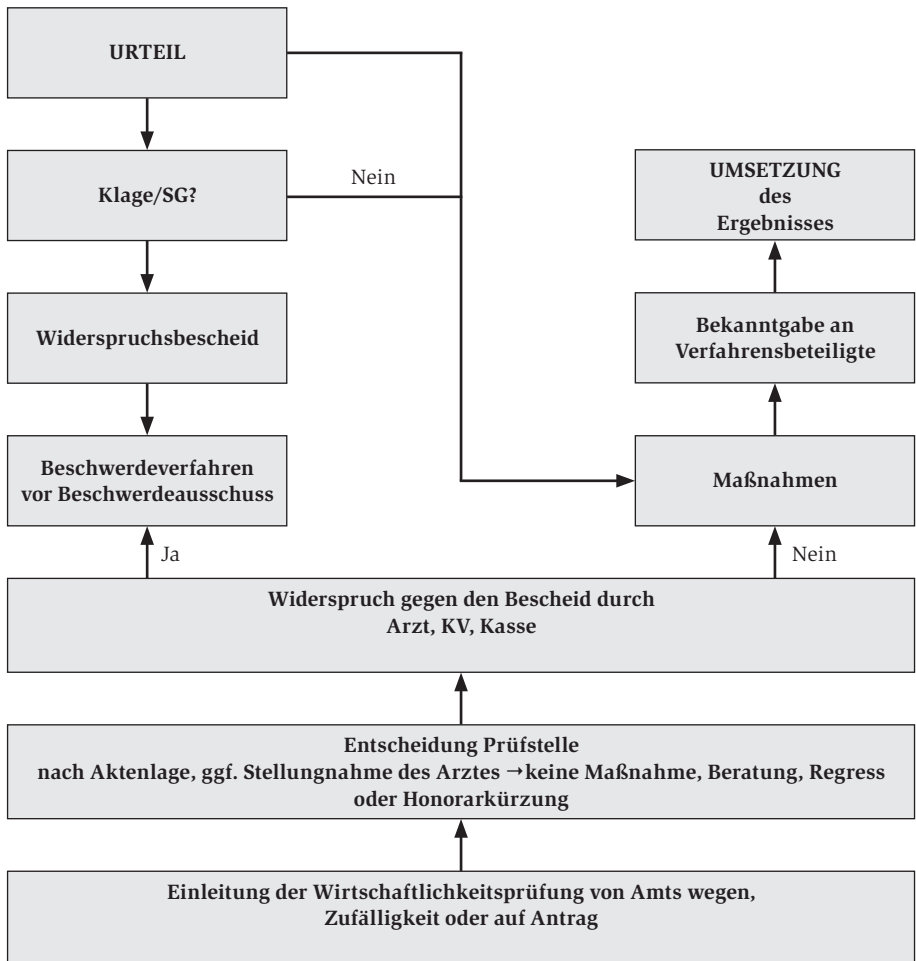 URTEIL
Klage/SG?
Nein
UMSETZUNG
des
Ergebnisses
Widerspruchsbescheid
Bekanntgabe an
Verfahrensbeteiligte
Beschwerdeverfahren
vor Beschwerdeausschuss
Maßnahmen
Ja
Nein
Widerspruch gegen den Bescheid durch
Arzt, KV, Kasse
Entscheidung Prüfstelle
nach Aktenlage, ggf. Stellungnahme des Arztes →keine Maßnahme, Beratung, Regress
oder Honorarkürzung
Einleitung der Wirtschaftlichkeitsprüfung von Amts wegen,
Zufälligkeit oder auf Antrag